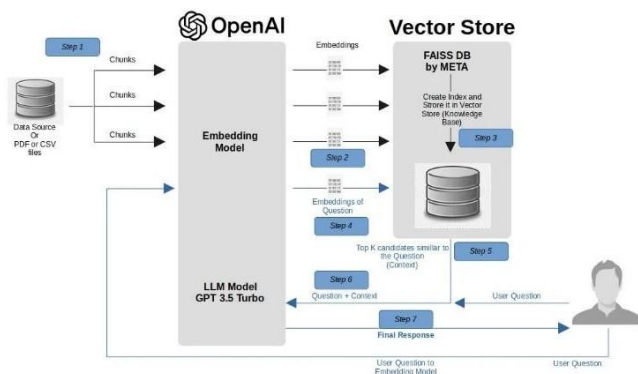 OpenAI
Vector Store
Step 1
Embeddings
FAISS DB
by META
Chunks
Chunks
Chunks
Create Index and
Strore it in Vector
Store (Knowledge
Base)
Data Source
Or
PDF or CSV
files
Embedding
Model
Step 2
Step 3
Embeddings of
Question
Step 4
Top K candidates similar to
the Question
(Context)
Step 5
Step 6
LLM Model
GPT 3.5 Turbo
Question + Context
User Question
Step 7
Final Response
User Question to
Embedding Model
User Question